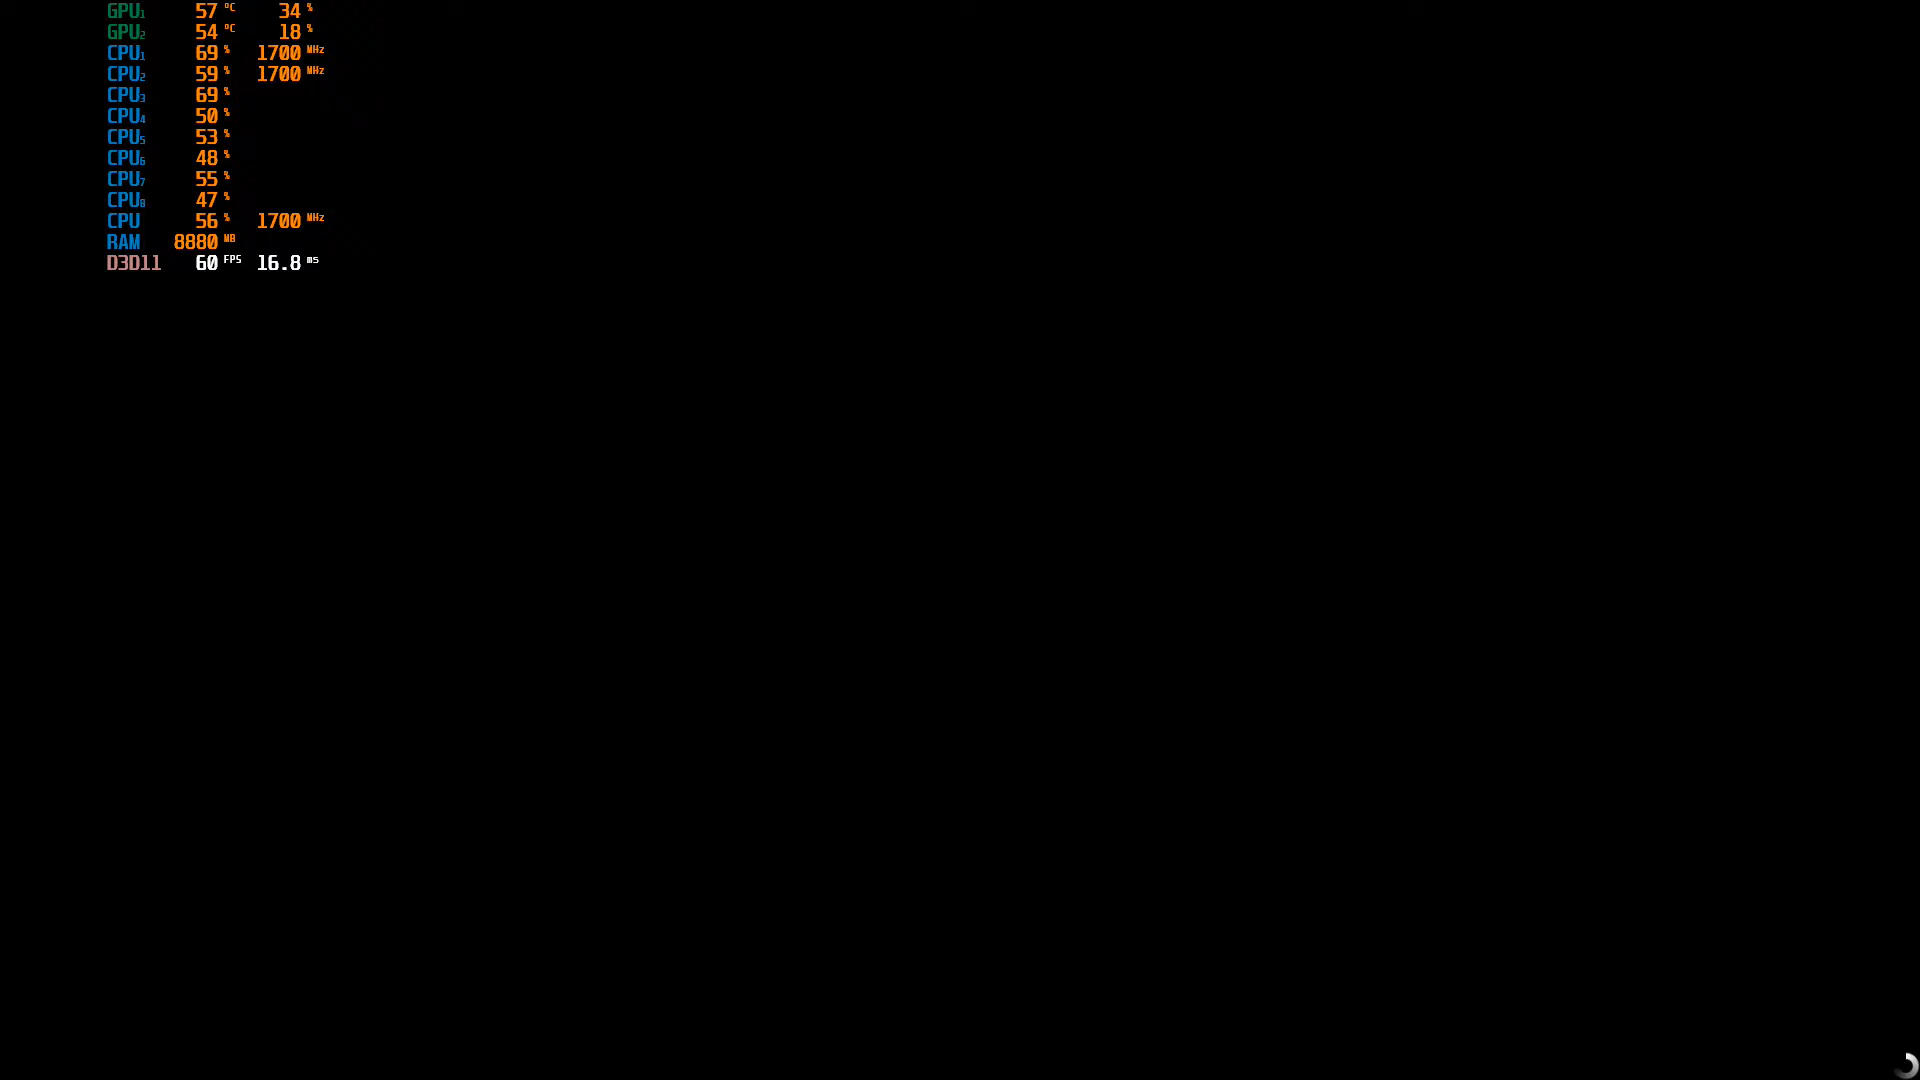 GPU1 57 °C 34 %
GPU2 54 °C 18 %
CPU1 69 % 1700 MHz
CPU2 59 % 1700 MHz
CPU3 69 %
CPU4 50 %
CPU5 53 %
CPU6 48 %
CPU7 55 %
CPU8 47 %
CPU 56 % 1700 MHz
RAM 8880 MB
D3D11 60 FPS 16.8 ms